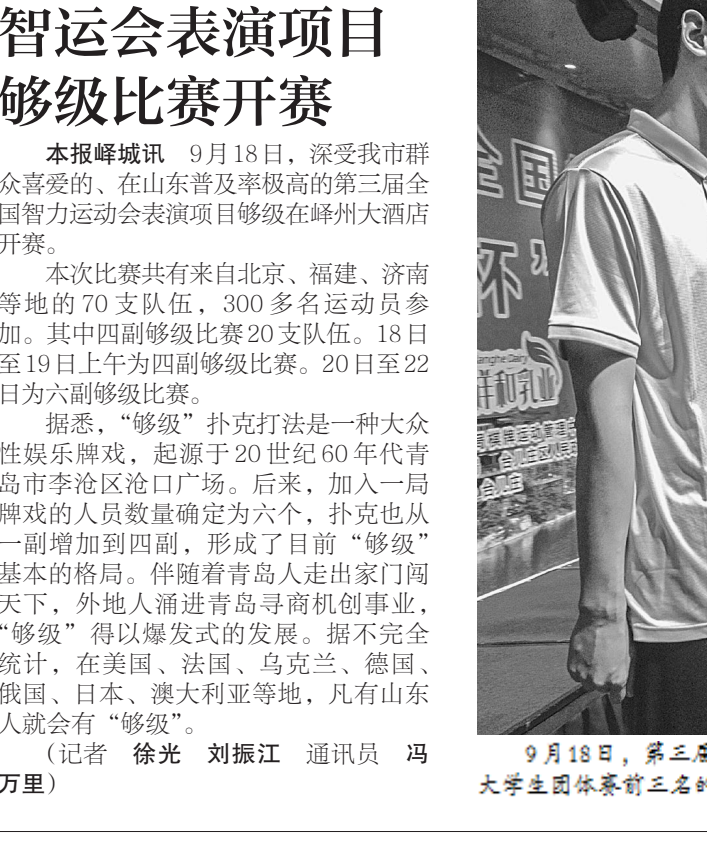 智运会表演项目
够级比赛开赛
本报峄城讯　9月18日，深受我市群
众喜爱的、在山东普及率极高的第三届全
国智力运动会表演项目够级在峄州大酒店
开赛。
本次比赛共有来自北京、福建、济南
等地的70支队伍，300多名运动员参
加。其中四副够级比赛20支队伍。18日
至19日上午为四副够级比赛。20日至22
日为六副够级比赛。
据悉，“够级”扑克打法是一种大众
性娱乐牌戏，起源于20世纪60年代青
岛市李沧区沧口广场。后来，加入一局
牌戏的人员数量确定为六个，扑克也从
一副增加到四副，形成了目前“够级”
基本的格局。伴随着青岛人走出家门闯
天下，外地人涌进青岛寻商机创事业，
“够级”得以爆发式的发展。据不完全
统计，在美国、法国、乌克兰、德国、
俄国、日本、澳大利亚等地，凡有山东
人就会有“够级”。
（记者　徐光　刘振江　通讯员　冯
万里）
全国
杯”
祥和乳业
9月18日，第三届
大学生团体赛前三名的